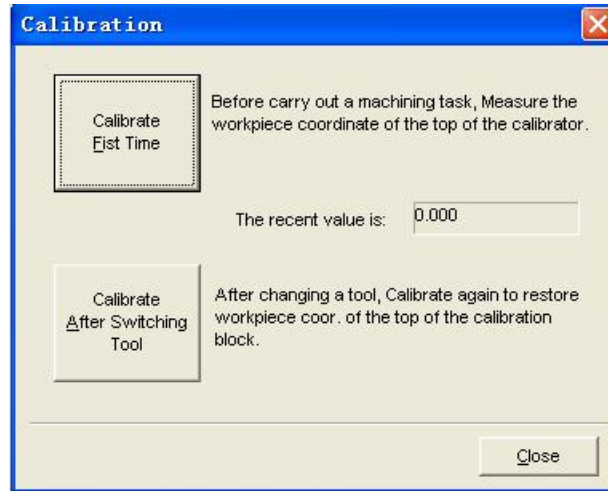 Calibration
Calibrate
Fist Time
Before carry out a machining task, Measure the
workpiece coordinate of the top of the calibrator.
The recent value is: 0.000
Calibrate
After Switching
Tool
After changing a tool, Calibrate again to restore
workpiece coor. of the top of the calibration
block.
Close